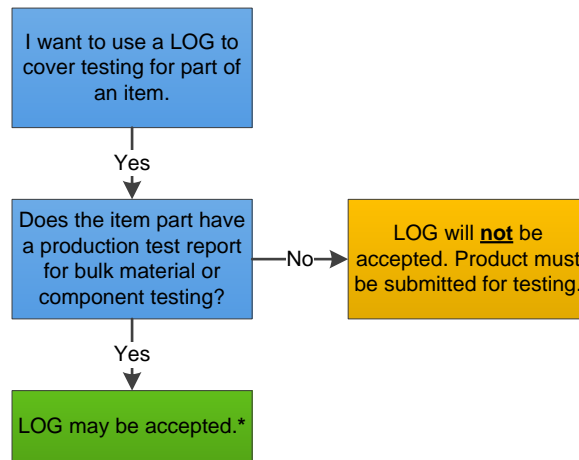 I want to use a LOG to
cover testing for part of
an item.
Yes
Does the item part have
a production test report
for bulk material or
component testing?
No
LOG will not be
accepted. Product must
be submitted for testing.
Yes
LOG may be accepted.*